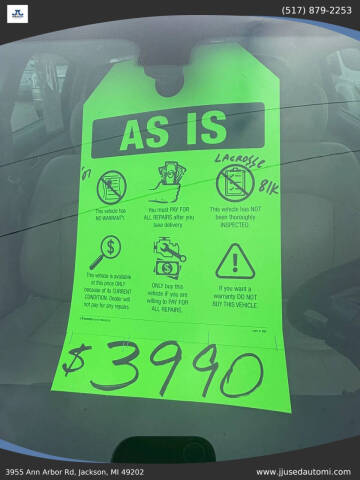 (517) 879-2253
AS IS
LACROSSE
'07
81K
This vehicle has
NO WARRANTY.
You must PAY FOR
ALL REPAIRS after you
take delivery.
This vehicle has NOT
been thoroughly
INSPECTED.
This vehicle is available
at this price ONLY
because of its CURRENT
CONDITION. Dealer will
not pay for any repairs.
ONLY buy this
vehicle if you are
willing to PAY FOR
ALL REPAIRS.
If you want a
warranty DO NOT
BUY THIS VEHICLE.
$3990
3955 Ann Arbor Rd, Jackson, MI 49202
www.jjusedautomi.com